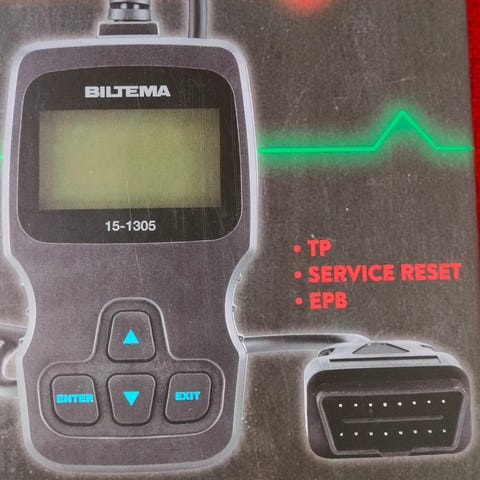 BILTEMA
15-1305
• TP
• SERVICE RESET
• EPB
ENTER
EXIT